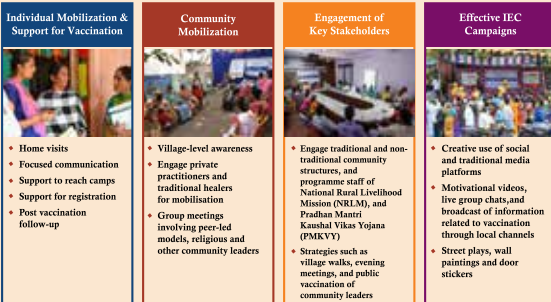 Individual Mobilization &
Support for Vaccination
Home visits
Focused communication
Support to reach camps
Support for registration
Post vaccination
follow-up
Community
Mobilization
Village-level awareness
Engage private
practitioners and
traditional healers
for mobilisation
Group meetings
involving peer-led
models, religious and
other community leaders
Engagement of
Key Stakeholders
Engage traditional and non-
traditional community
structures, and
programme staff of
National Rural Livelihood
Mission (NRLM), and
Pradhan Mantri
Kaushal Vikas Yojana
(PMKVY)
Strategies such as
village walks, evening
meetings, and public
vaccination of
community leaders
Effective IEC
Campaigns
Creative use of social
and traditional media
platforms
Motivational videos,
live group chats,and
broadcast of information
related to vaccination
through local channels
Street plays, wall
paintings and door
stickers